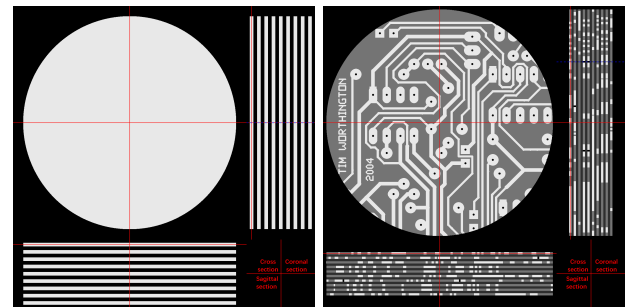 Cross section
Coronal section
Sagittal section
TIM WORTHINGTON
2004
Cross section
Coronal section
Sagittal section